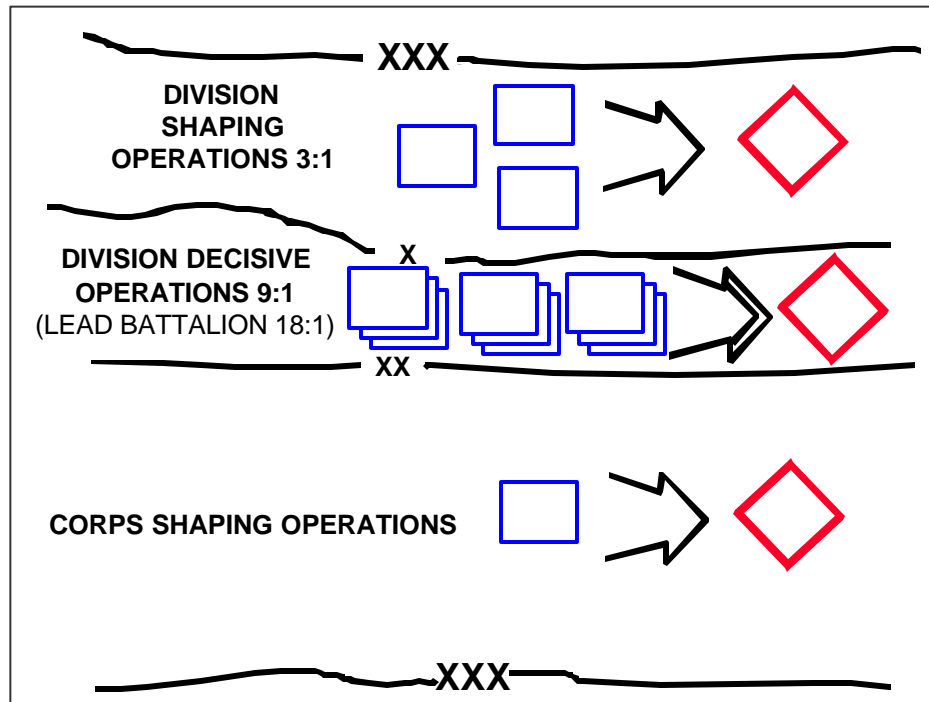 XXX
DIVISION
SHAPING
OPERATIONS 3:1
X
DIVISION DECISIVE
OPERATIONS 9:1
(LEAD BATTALION 18:1)
XX
CORPS SHAPING OPERATIONS
XXX